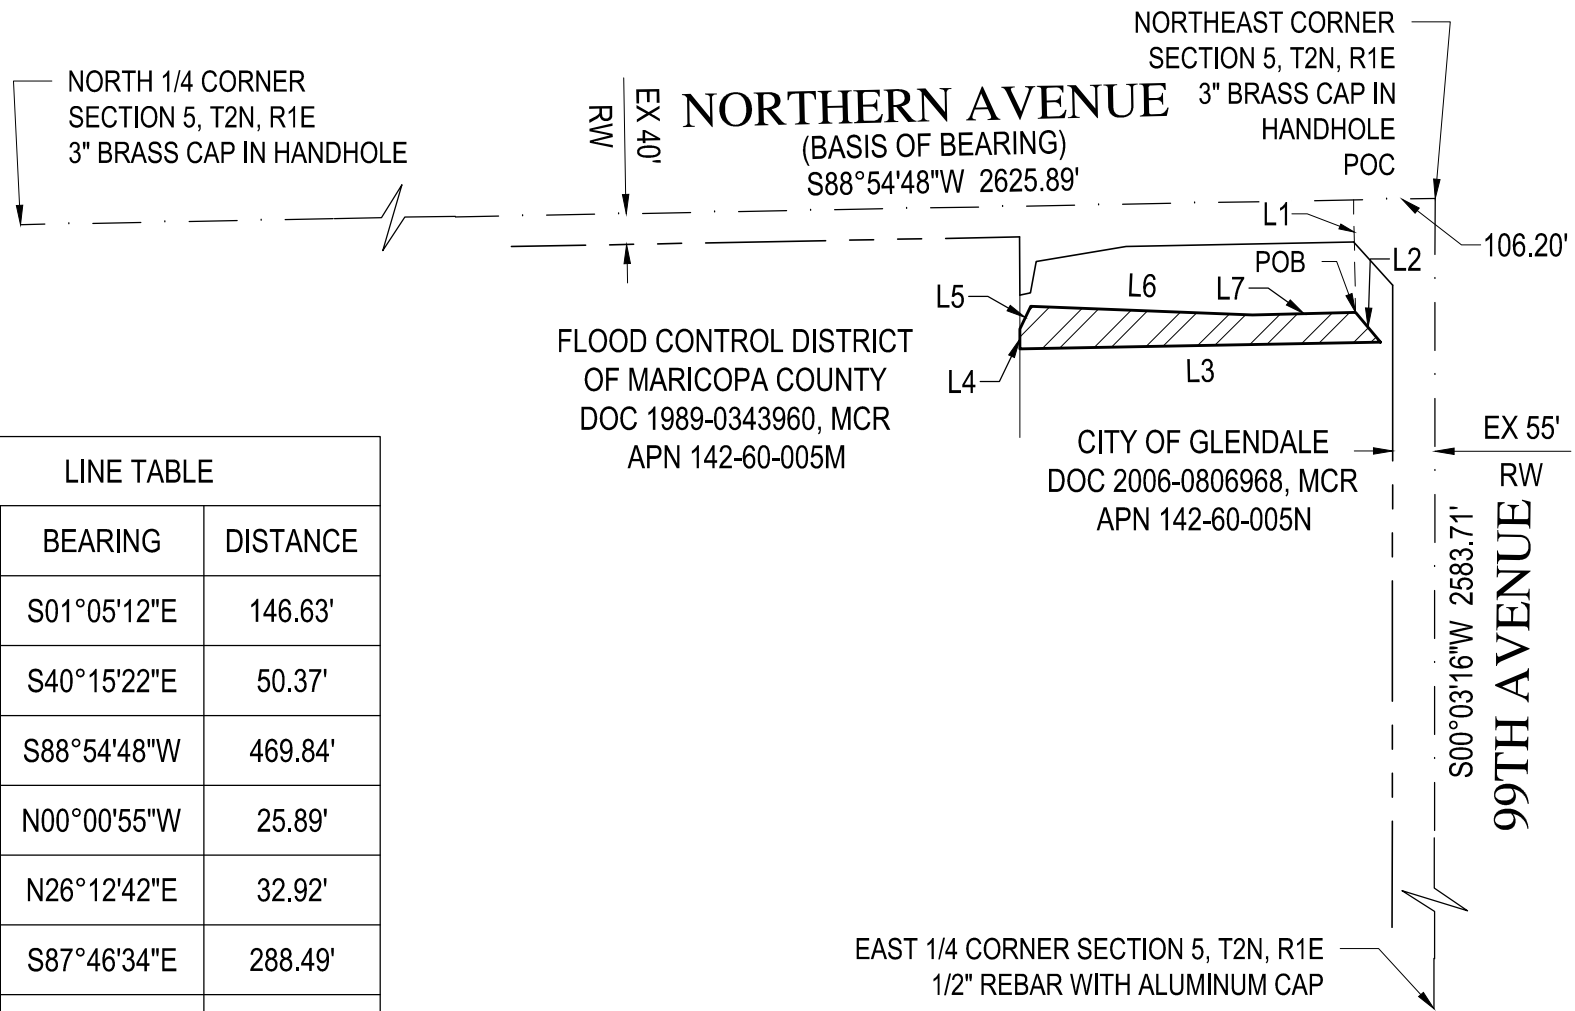 NORTH 1/4 CORNER
SECTION 5, T2N, R1E
3" BRASS CAP IN HANDHOLE
EX 40'
RW
NORTHERN AVENUE
(BASIS OF BEARING)
S88°54'48"W 2625.89'
NORTHEAST CORNER
SECTION 5, T2N, R1E
3" BRASS CAP IN
HANDHOLE
POC
L1
106.20'
L2
POB
L6
L7
L5
L4
L3
FLOOD CONTROL DISTRICT
OF MARICOPA COUNTY
DOC 1989-0343960, MCR
APN 142-60-005M
CITY OF GLENDALE
DOC 2006-0806968, MCR
APN 142-60-005N
EX 55'
RW
S00°03'16"W 2583.71'
99TH AVENUE
LINE TABLE
BEARING DISTANCE
S01°05'12"E 146.63'
S40°15'22"E 50.37'
S88°54'48"W 469.84'
N00°00'55"W 25.89'
N26°12'42"E 32.92'
S87°46'34"E 288.49'
EAST 1/4 CORNER SECTION 5, T2N, R1E
1/2" REBAR WITH ALUMINUM CAP